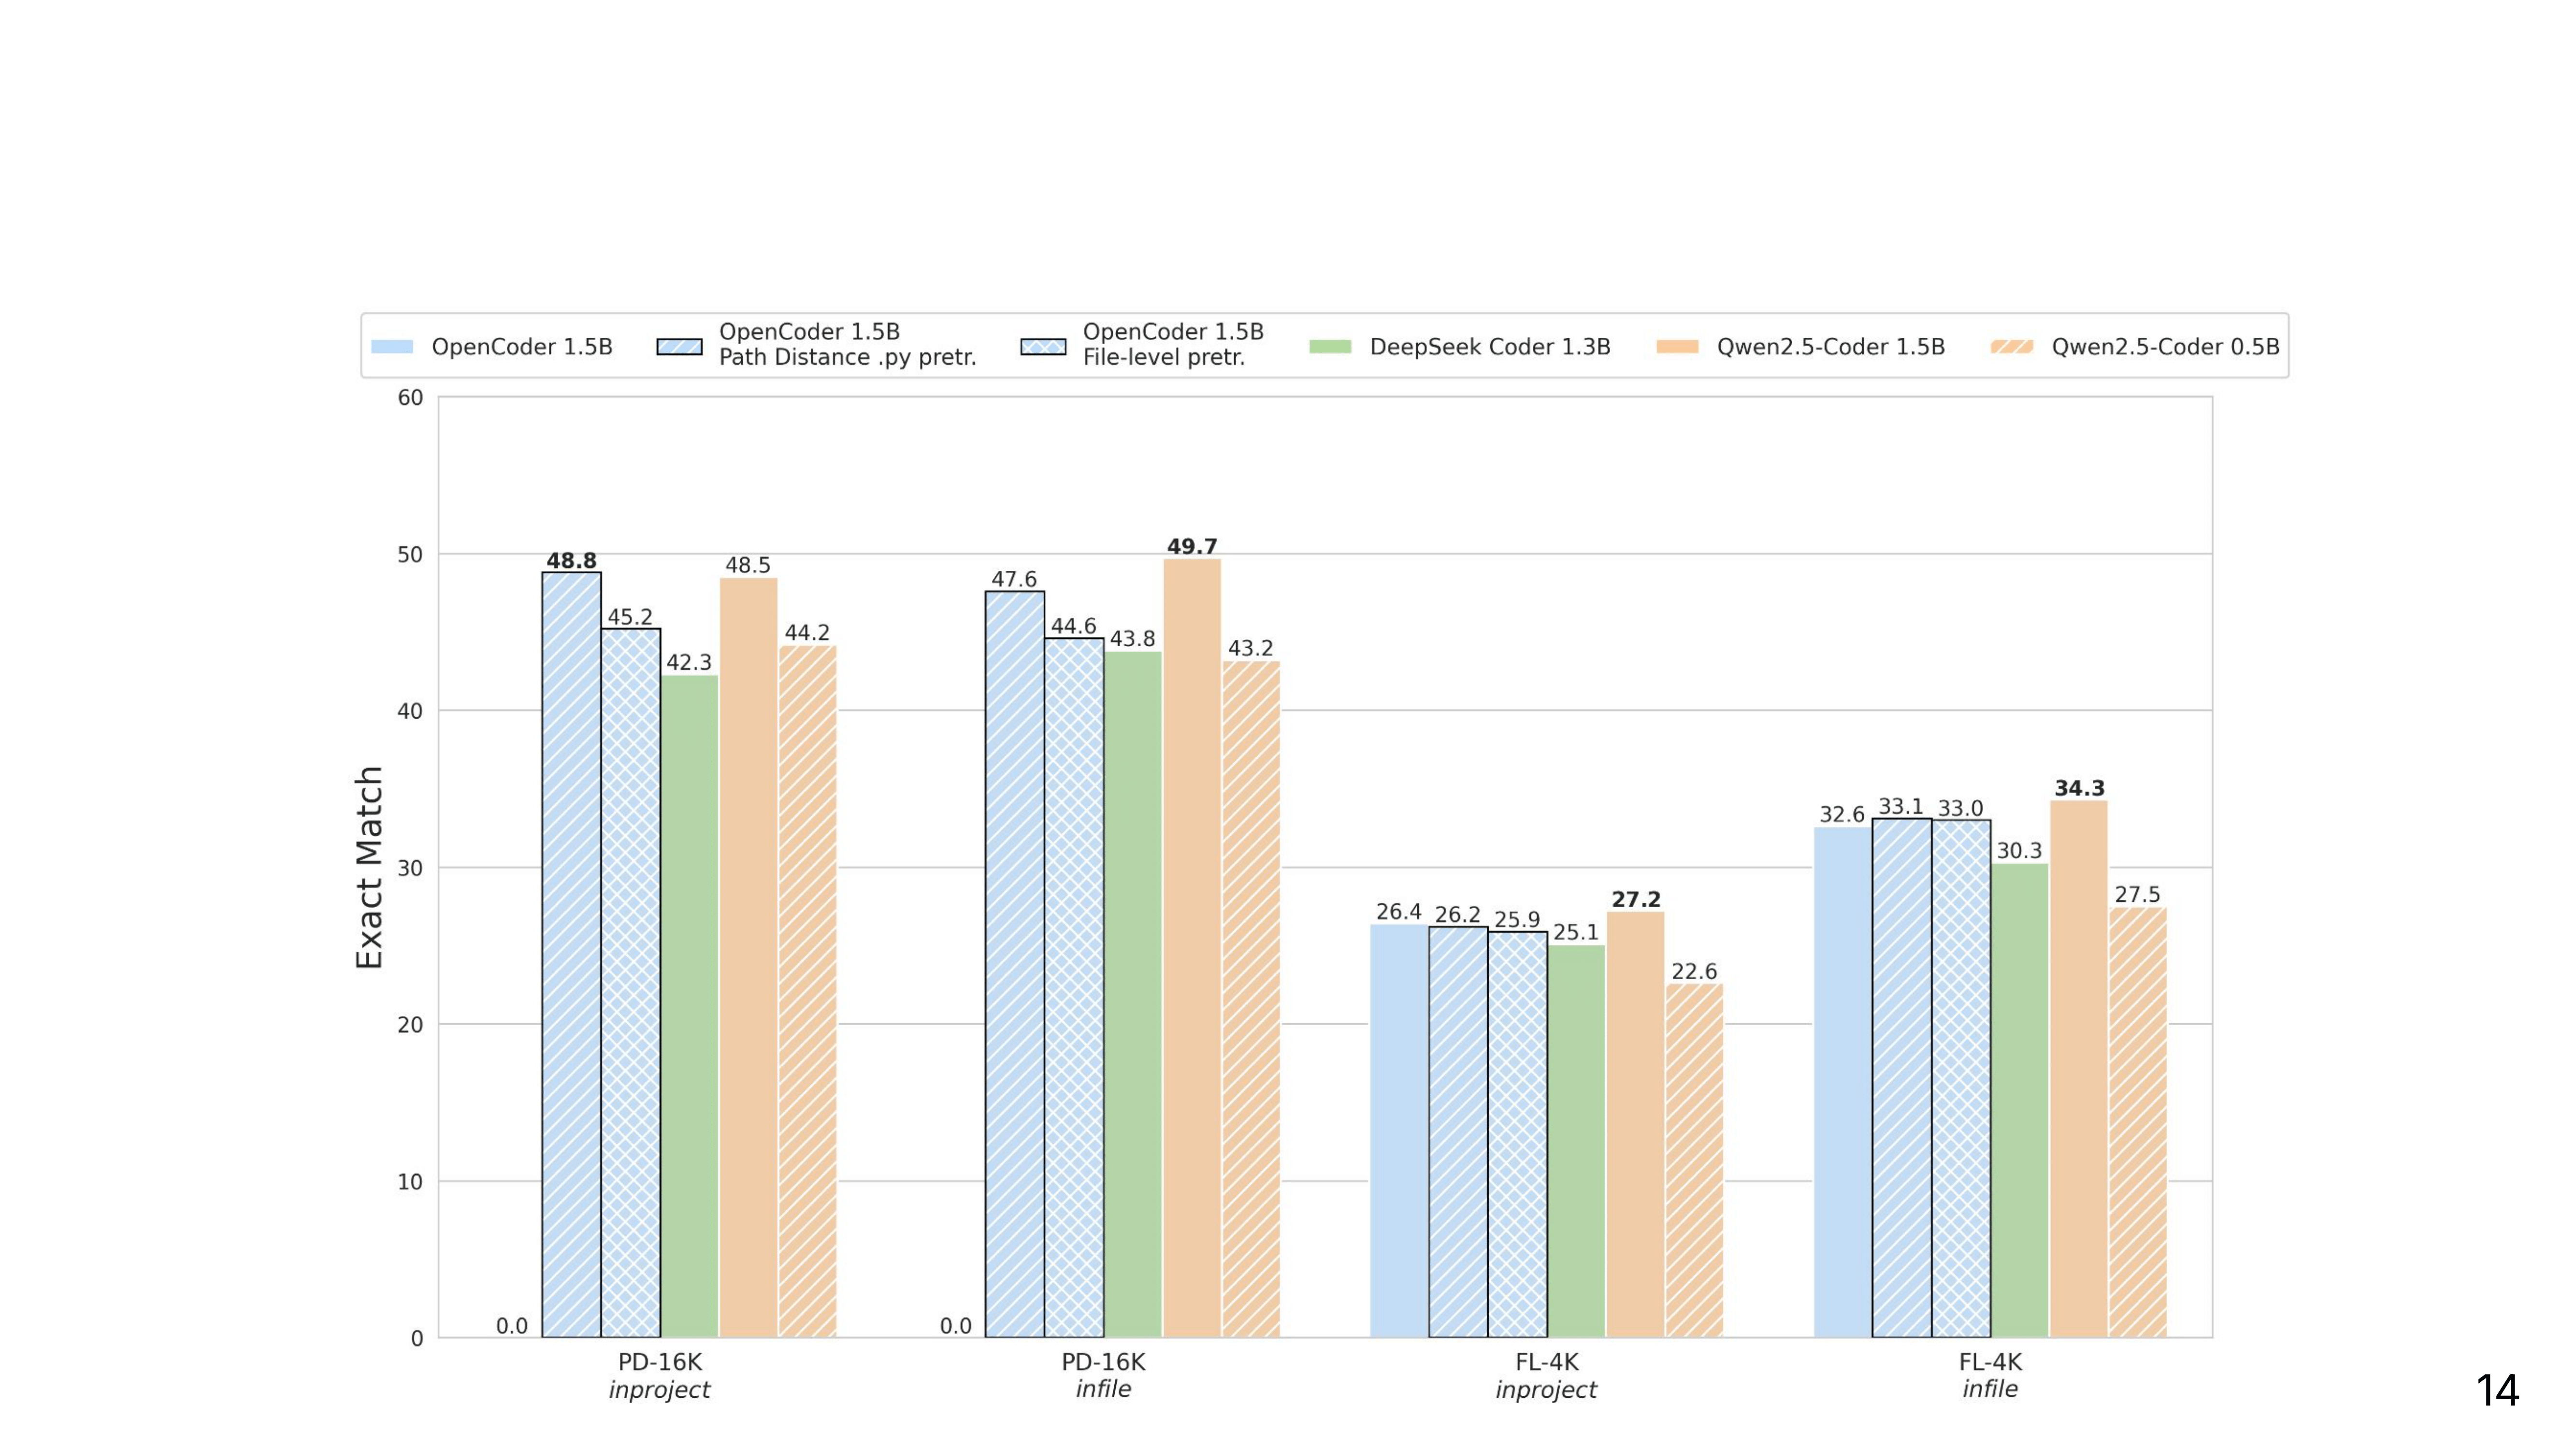 OpenCoder 1.5B
OpenCoder 1.5B
Path Distance .py pretr.
OpenCoder 1.5B
File-level pretr.
DeepSeek Coder 1.3B
Qwen2.5-Coder 1.5B
Qwen2.5-Coder 0.5B
Exact Match
60
50
40
30
20
10
0
0.0
48.8
45.2
42.3
48.5
44.2
0.0
47.6
44.6
43.8
49.7
43.2
26.4
26.2
25.9
25.1
27.2
22.6
32.6
33.1
33.0
30.3
34.3
27.5
PD-16K
inproject
PD-16K
infile
FL-4K
inproject
FL-4K
infile
14